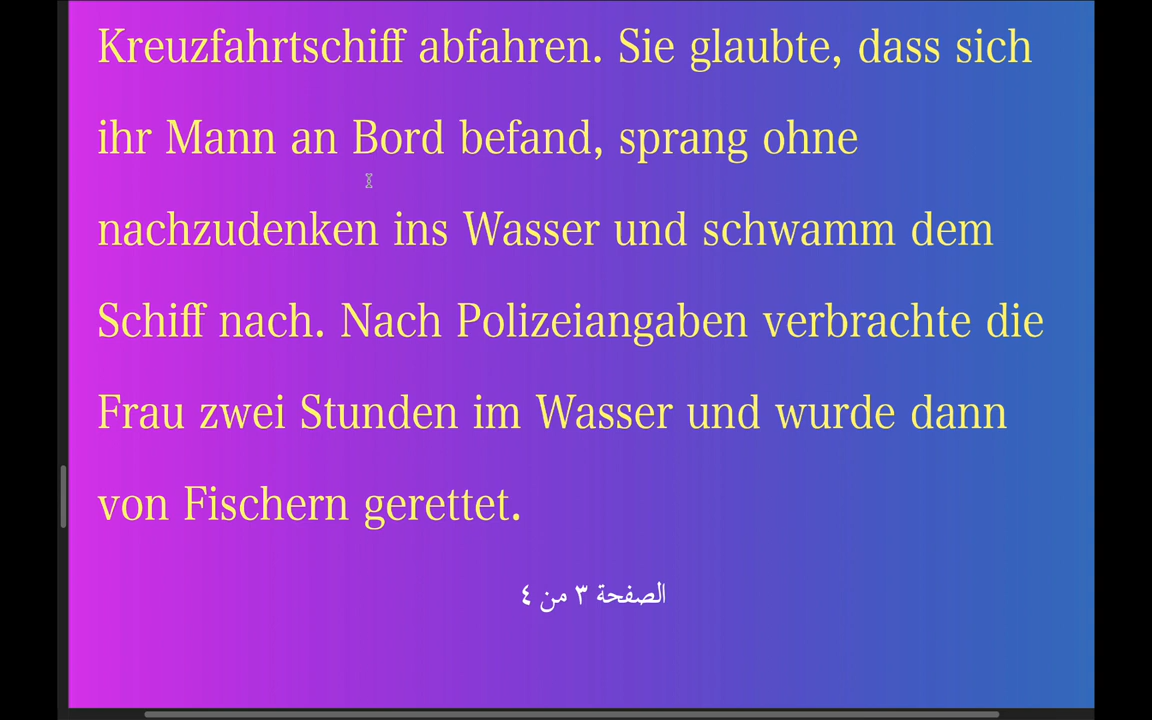 Kreuzfahrtschiff abfahren. Sie glaubte, dass sich
ihr Mann an Bord befand, sprang ohne
nachzudenken ins Wasser und schwamm dem
Schiff nach. Nach Polizeiangaben verbrachte die
Frau zwei Stunden im Wasser und wurde dann
von Fischern gerettet.
الصفحة ٣ من ٤